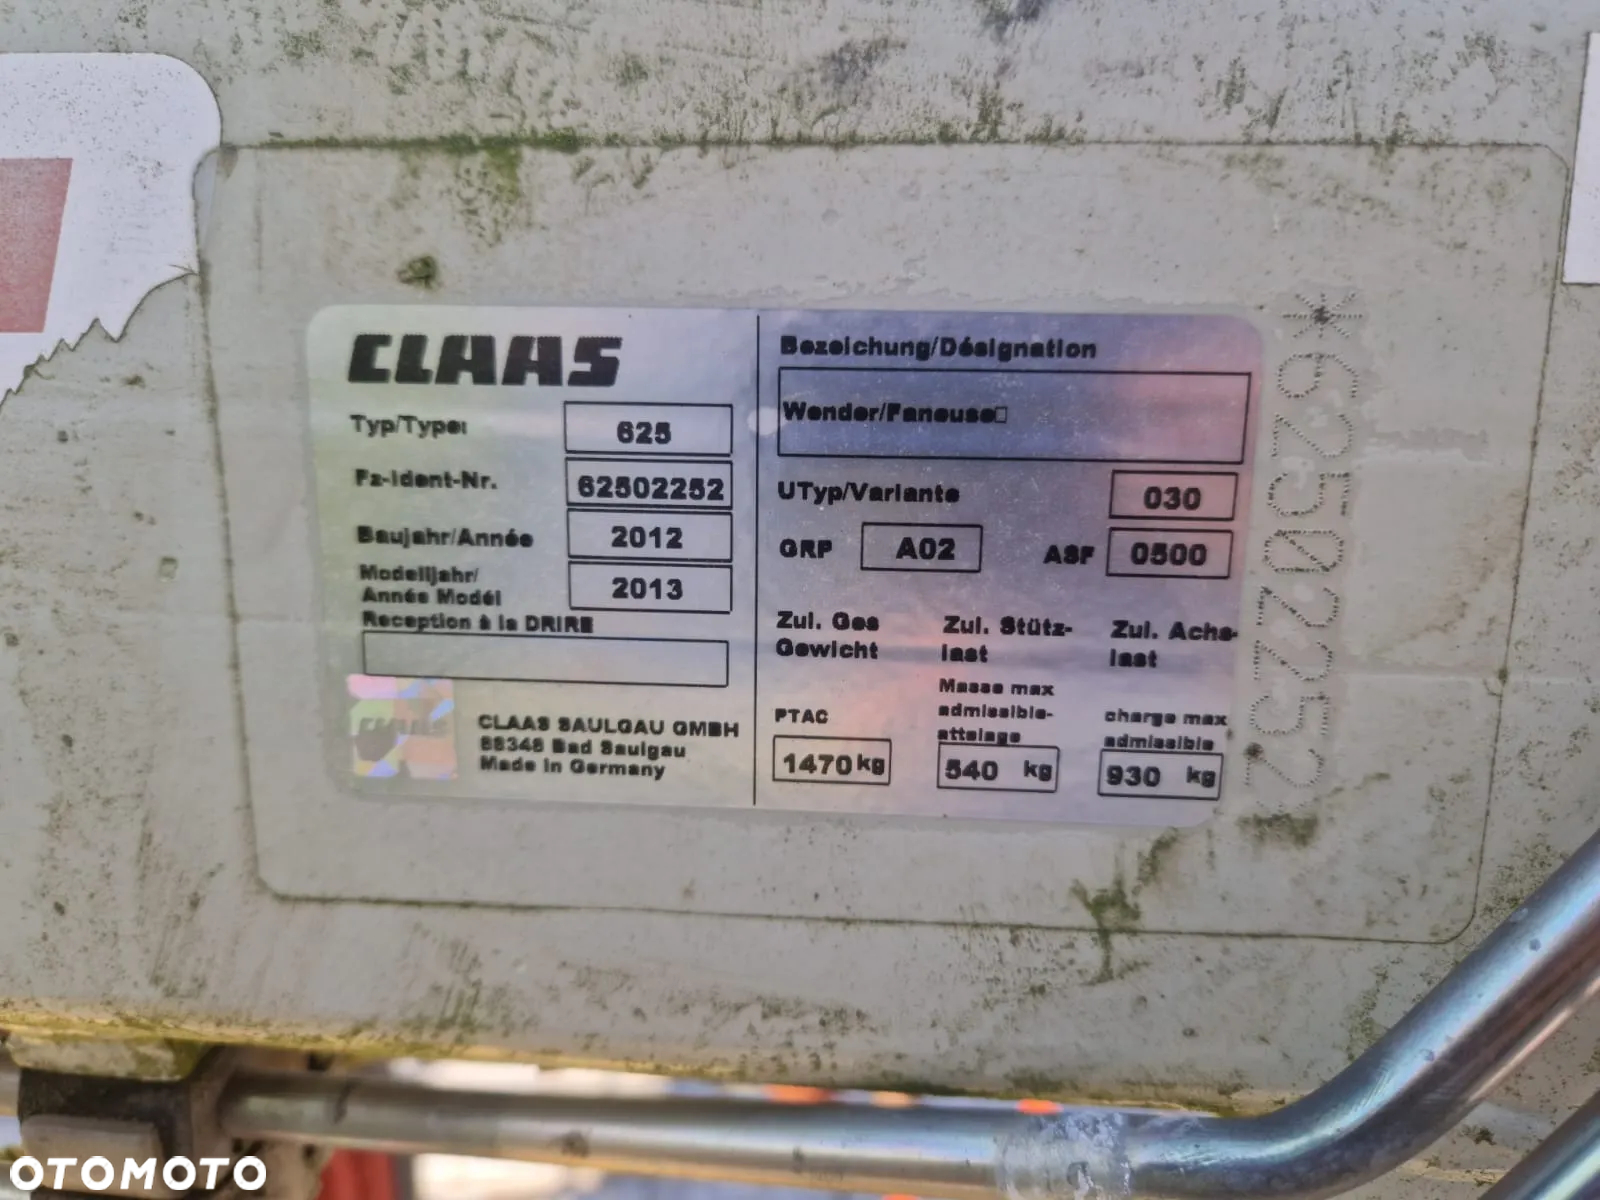 CLAAS
Typ/Type: 625
Fz-Ident-Nr. 62502252
Baujahr/Année 2012
Modelljahr/
Année Modél 2013
Reception à la DRIRE
CLAAS
CLAAS SAULGAU GMBH
88348 Bad Saulgau
Made in Germany
Bezeichung/Désignation
Wender/Faneuse□
UTyp/Variante 030
GRP A02 ASF 0500
Zul. Ges Gewicht
PTAC
1470 kg
Zul. Stütz-
last
Masse max
admissible-
attelage
540 kg
Zul. Achs-
last
charge max
admissible
930 kg
*62502252
OTOMOTO